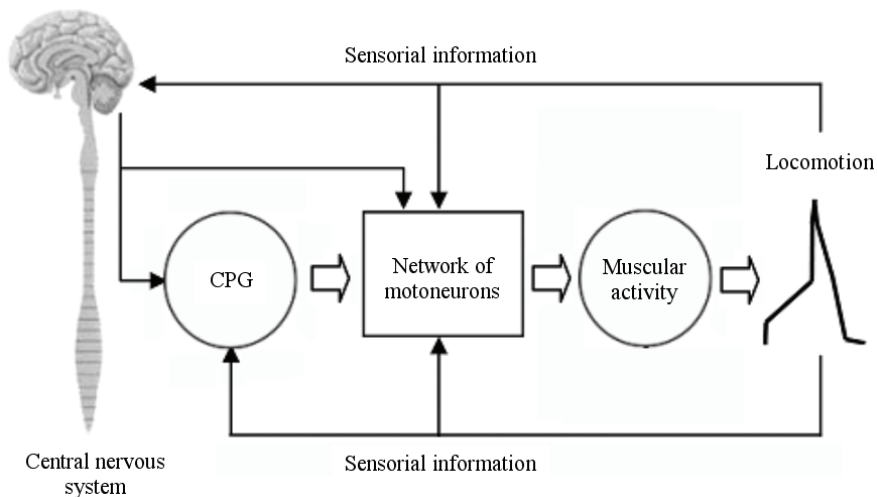 Sensorial information
Locomotion
CPG
Network of
motoneurons
Muscular
activity
Central nervous
system
Sensorial information